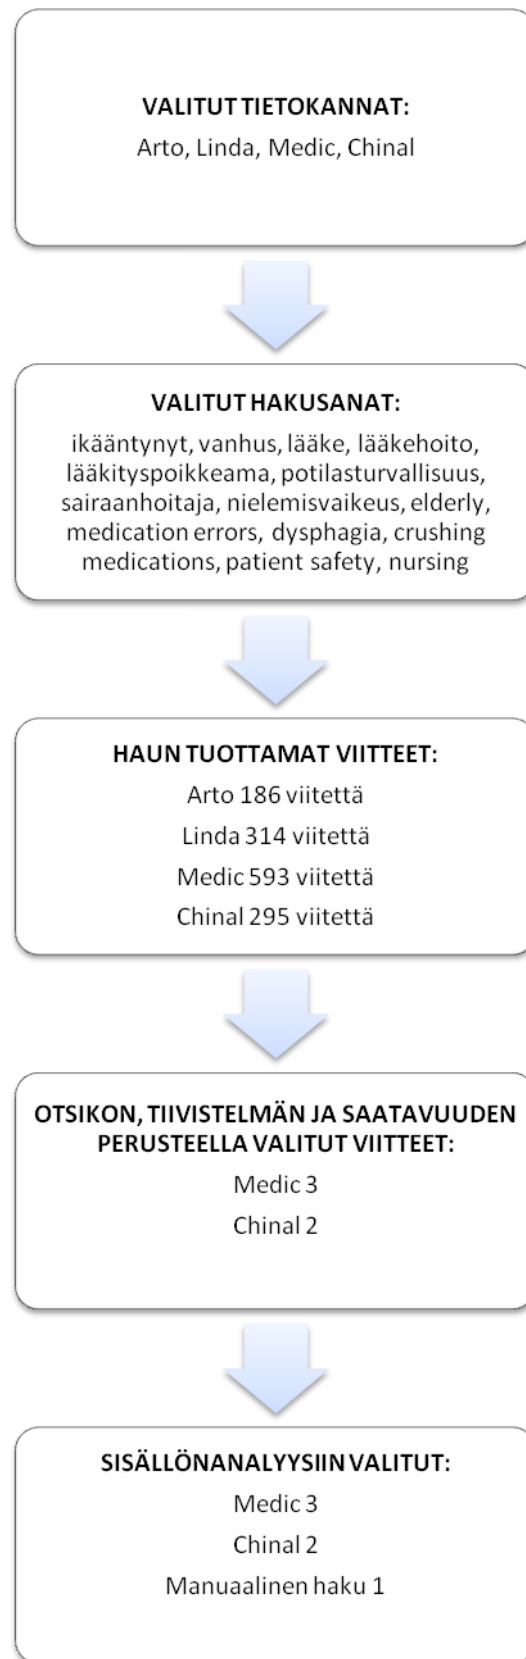 VALITUT TIETOKANNAT:
Arto, Linda, Medic, Chinal
VALITUT HAKUSANAT:
ikääntynyt, vanhus, lääke, lääkehoito,
lääkityspoikkeama, potilasturvallisuus,
sairaanhoitaja, nielemisvaikeus, elderly,
medication errors, dysphagia, crushing
medications, patient safety, nursing
HAUN TUOTTAMAT VIITTEET:
Arto 186 viitettä
Linda 314 viitettä
Medic 593 viitettä
Chinal 295 viitettä
OTSIKON, TIIVISTELMÄN JA SAATAVUUDEN
PERUSTEELLA VALITUT VIITTEET:
Medic 3
Chinal 2
SISÄLLÖNANALYYSIIN VALITUT:
Medic 3
Chinal 2
Manuaalinen haku 1